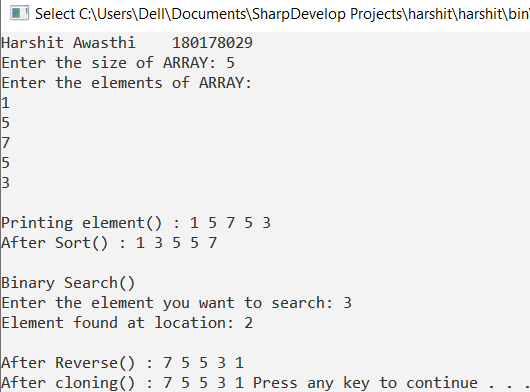 Select C:\Users\Dell\Documents\SharpDevelop Projects\harshit\harshit\bin\
Harshit Awasthi    180178029
Enter the size of ARRAY: 5
Enter the elements of ARRAY:
1
5
7
5
3
Printing element() : 1 5 7 5 3
After Sort() : 1 3 5 5 7
Binary Search()
Enter the element you want to search: 3
Element found at location: 2
After Reverse() : 7 5 5 3 1
After cloning() : 7 5 5 3 1 Press any key to continue . . .